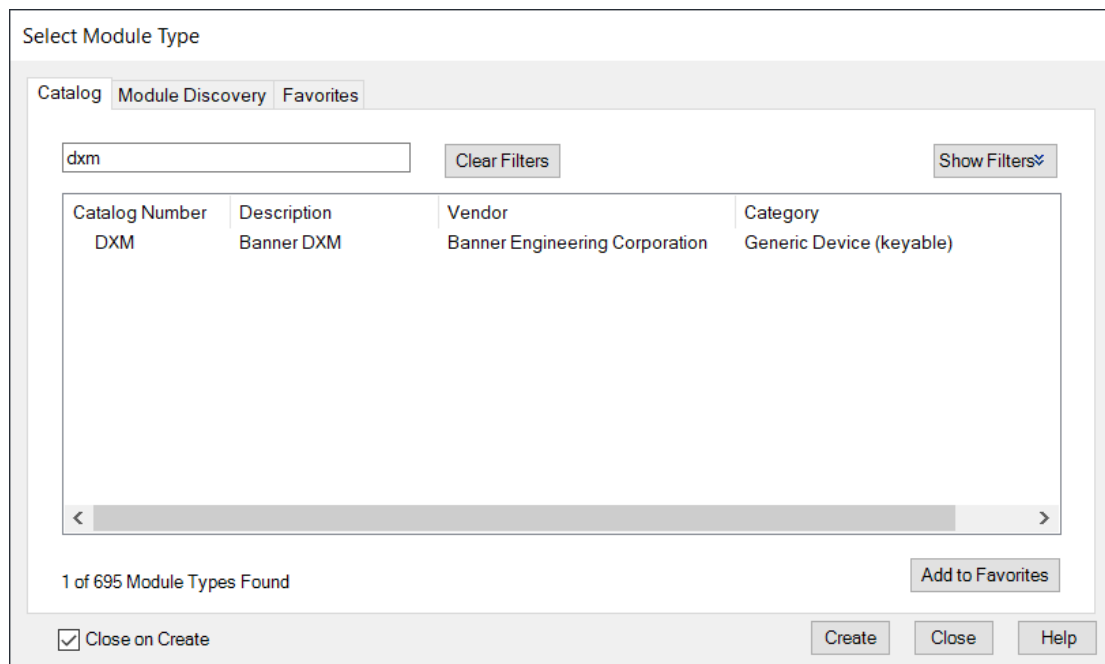 Select Module Type
Catalog Module Discovery Favorites
dxm Clear Filters Show Filters
Catalog Number Description Vendor Category
DXM Banner DXM Banner Engineering Corporation Generic Device (keyable)
1 of 695 Module Types Found Add to Favorites
Close on Create Create Close Help